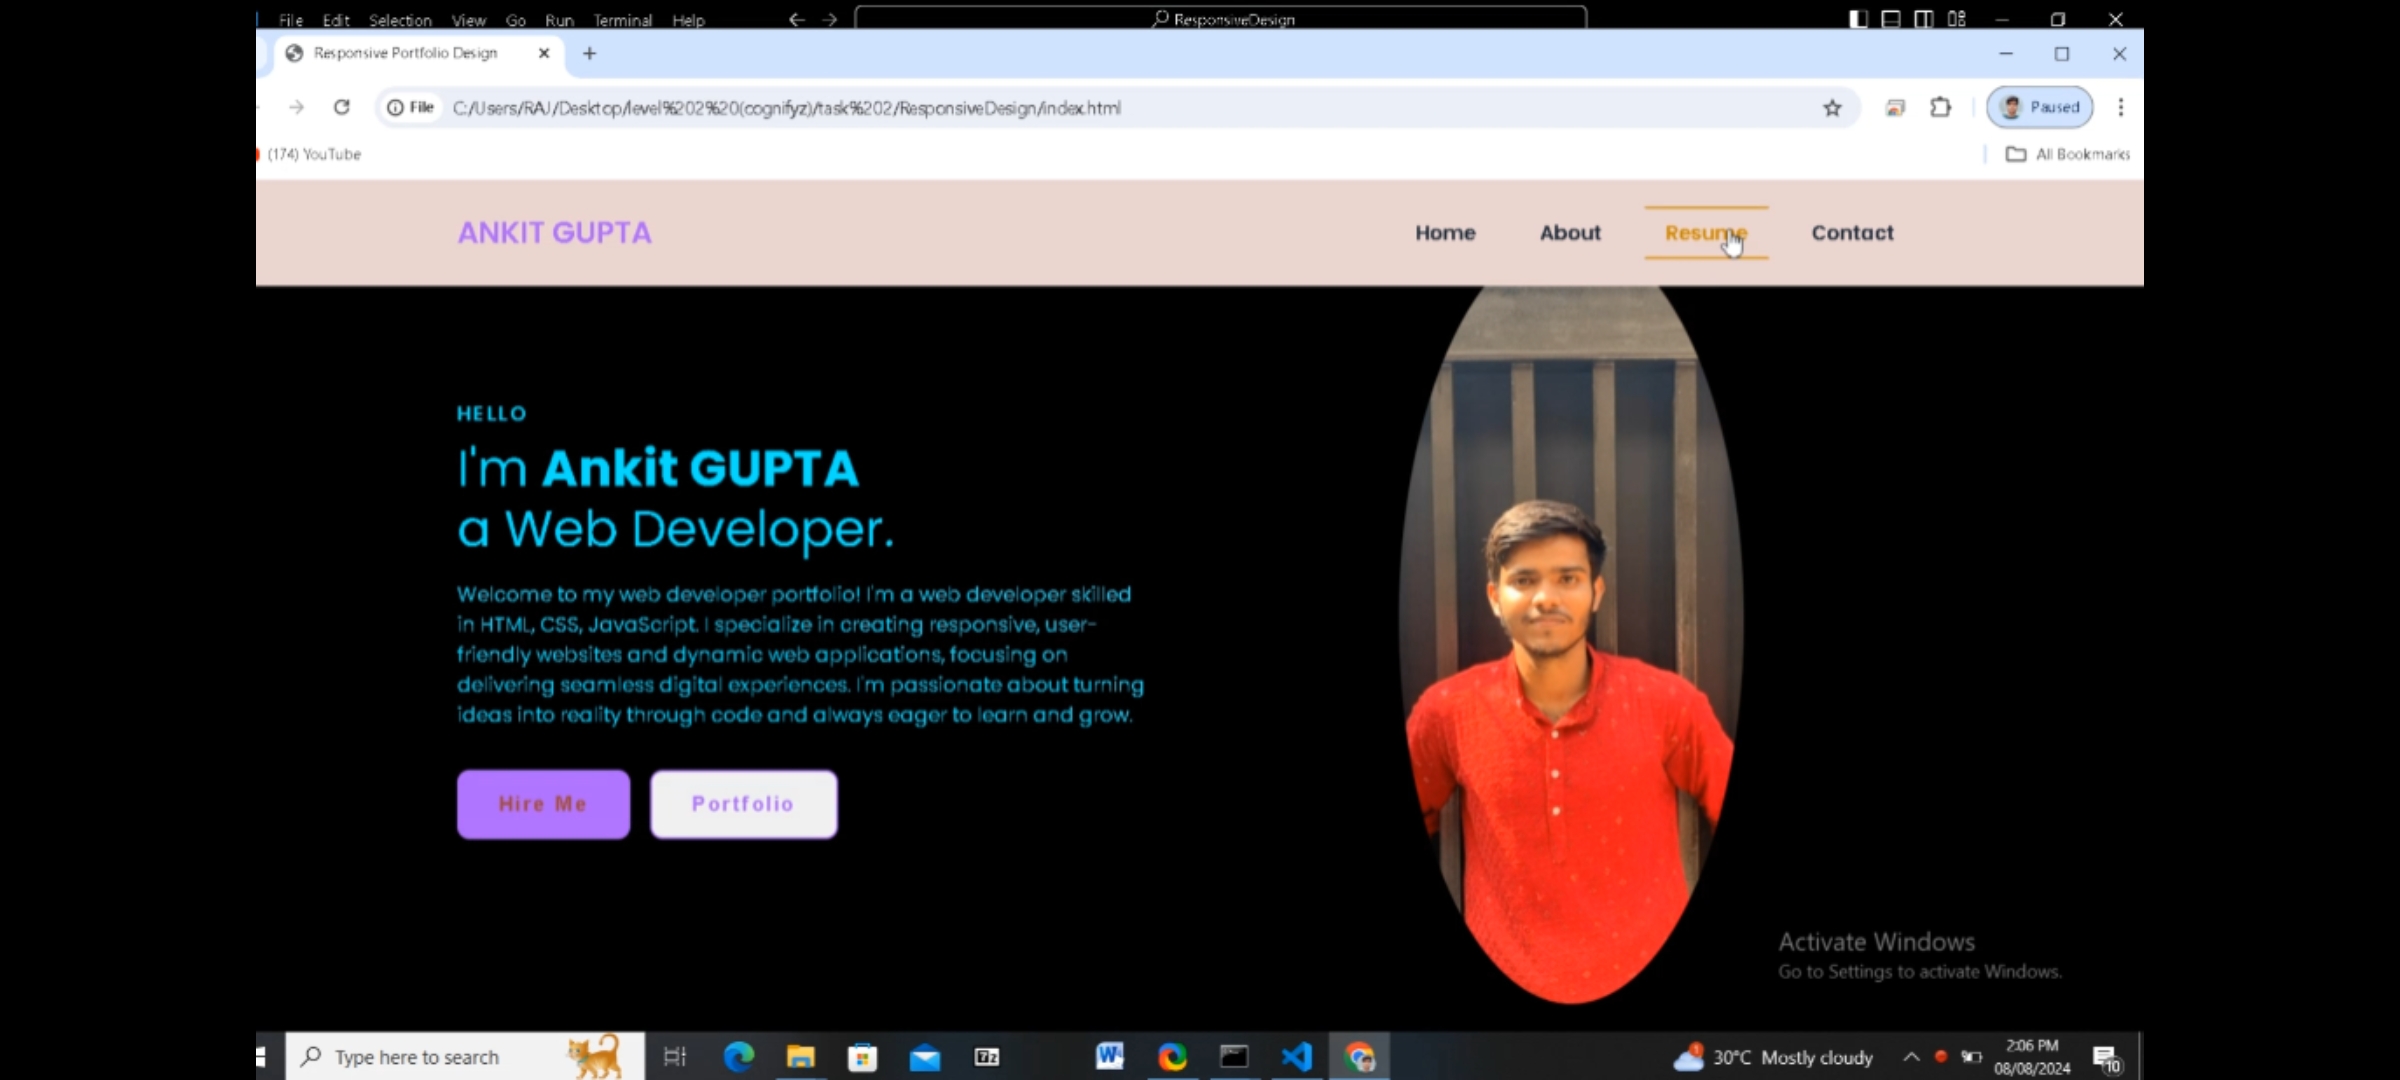 File Edit Selection View Go Run Terminal Help
ResponsiveDesign
Responsive Portfolio Design
File
C:/Users/RAJ/Desktop/level%202%20(cognifyz)/task%202/ResponsiveDesign/index.html
Paused
(174) YouTube
All Bookmarks
ANKIT GUPTA
Home About Resume Contact
HELLO
I'm Ankit GUPTA
a Web Developer.
Welcome to my web developer portfolio! I'm a web developer skilled
in HTML, CSS, JavaScript. I specialize in creating responsive, user-
friendly websites and dynamic web applications, focusing on
delivering seamless digital experiences. I'm passionate about turning
ideas into reality through code and always eager to learn and grow.
Hire Me
Portfolio
Activate Windows
Go to Settings to activate Windows.
Type here to search
7z
W
30°C Mostly cloudy
2:06 PM
08/08/2024
10